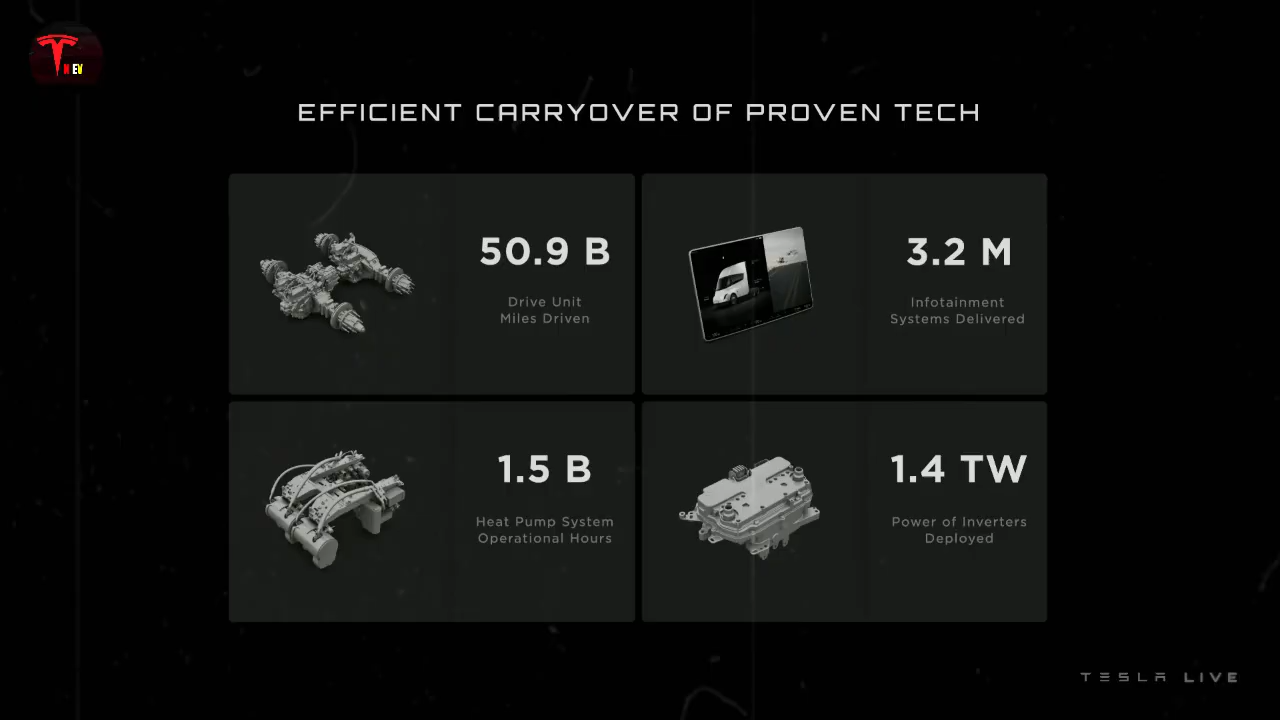 N EV
EFFICIENT CARRYOVER OF PROVEN TECH
50.9 B
Drive Unit
Miles Driven
3.2 M
Infotainment
Systems Delivered
1.5 B
Heat Pump System
Operational Hours
1.4 TW
Power of Inverters
Deployed
TESLA LIVE